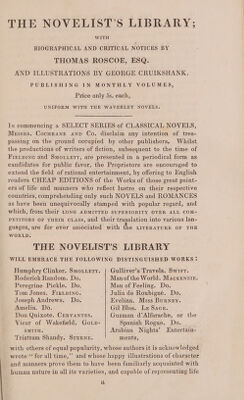 THE NOVELIST'S LIBRARY;
WITH
BIOGRAPHICAL AND CRITICAL NOTICES BY
THOMAS ROSCOE, ESQ.
AND ILLUSTRATIONS BY GEORGE CRUIKSHANK.
PUBLISHING IN MONTHLY VOLUMES,
Price only 5s. each,
UNIFORM WITH THE WAVERLEY NOVELS.
In commencing a SELECT SERIES of CLASSICAL NOVELS,
Messrs. Cochrane and Co. disclaim any intention of tres-
passing on the ground occupied by other publishers. Whilst
the productions of writers of fiction, subsequent to the time of
Fielding and Smollett, are presented in a periodical form as
candidates for public favor, the Proprietors are encouraged to
extend the field of rational entertainment, by offering to English
readers CHEAP EDITIONS of the Works of those great paint-
ers of life and manners who reflect lustre on their respective
countries, comprehending only such NOVELS and ROMANCES
as have been unequivocally stamped with popular regard, and
which, from their LONG ADMITTED SUPERIORITY OVER ALL COM-
PETITORS OF THEIR CLASS, and their translation into various lan-
guages, are for ever associated with the LITERATURE OF THE
WORLD.
THE NOVELIST'S LIBRARY
WILL EMBRACE THE FOLLOWING DISTINGUISHED WORKS:
Humphry Clinker. Smollett.
Roderick Random. Do.
Peregrine Pickle. Do.
Tom Jones. Fielding.
Joseph Andrews. Do.
Amelia. Do.
Don Quixote. Cervantes.
Vicar of Wakefield. Gold-
smith.
Tristram Shandy. Sterne.
Gulliver's Travels. Swift.
Man of the World. Mackenzie.
Man of Feeling. Do.
Julia de Roubigné. Do.
Evelina. Miss Burney.
Gil Blas. Le Sage.
Guzman d'Alfarache, or the
Spanish Rogue. Do.
Arabian Nights' Entertain-
ments,
with others of equal popularity, whose authors it is acknowledged
wrote "for all time," and whose happy illustrations of character
and manners prove them to have been familiarly acquainted with
human nature in all its varieties, and capable of representing life